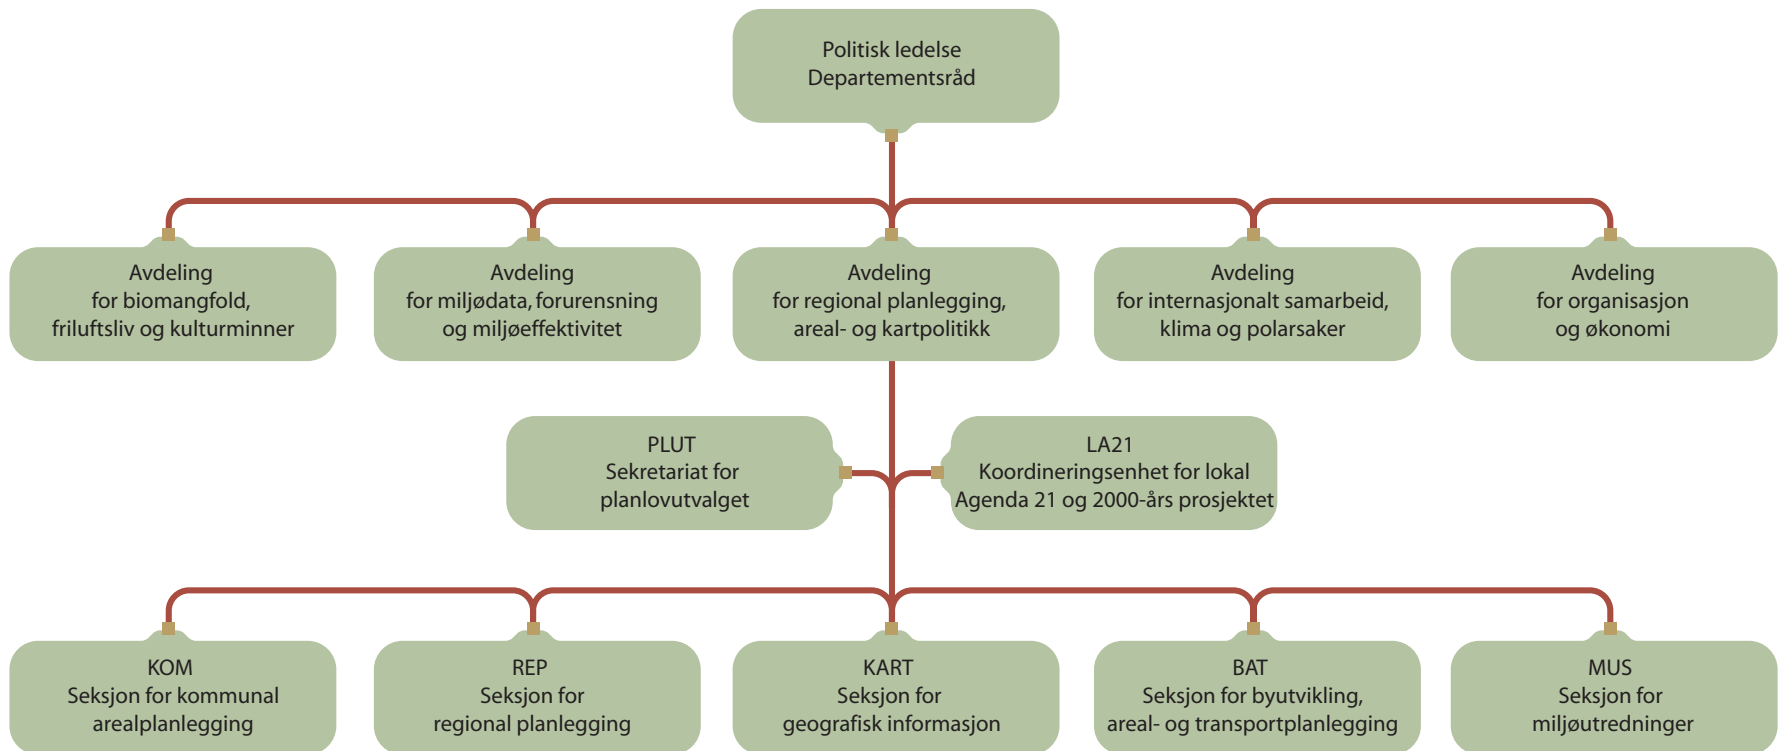 Politisk ledelse
Departementsråd
Avdeling
for biomangfold,
friluftsliv og kulturminner
Avdeling
for miljødata, forurensning
og miljøeffektivitet
Avdeling
for regional planlegging,
areal- og kartpolitikk
Avdeling
for internasjonalt samarbeid,
klima og polarsaker
Avdeling
for organisasjon
og økonomi
PLUT
Sekretariat for
planlovutvalget
LA21
Koordineringsenhet for lokal
Agenda 21 og 2000-års prosjektet
KOM
Seksjon for kommunal
arealplanlegging
REP
Seksjon for
regional planlegging
KART
Seksjon for
geografisk informasjon
BAT
Seksjon for byutvikling,
areal- og transportplanlegging
MUS
Seksjon for
miljøutredninger